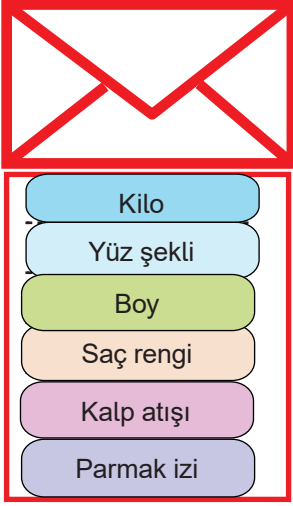 Kilo
Yüz şekli
Boy
Saç rengi
Kalp atışı
Parmak izi